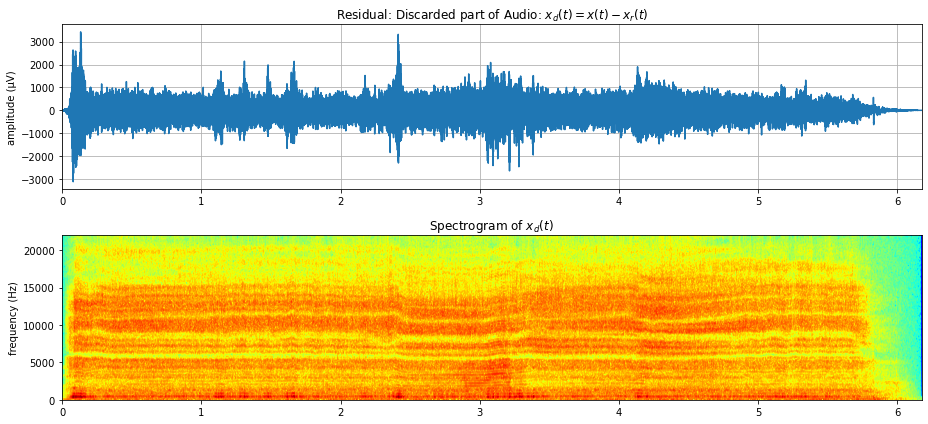 Residual: Discarded part of Audio: x_d(t) = x(t) − x_r(t)
amplitude (µV)
3000
2000
1000
0
−1000
−2000
−3000
0 1 2 3 4 5 6
Spectrogram of x_d(t)
frequency (Hz)
20000
15000
10000
5000
0
0 1 2 3 4 5 6